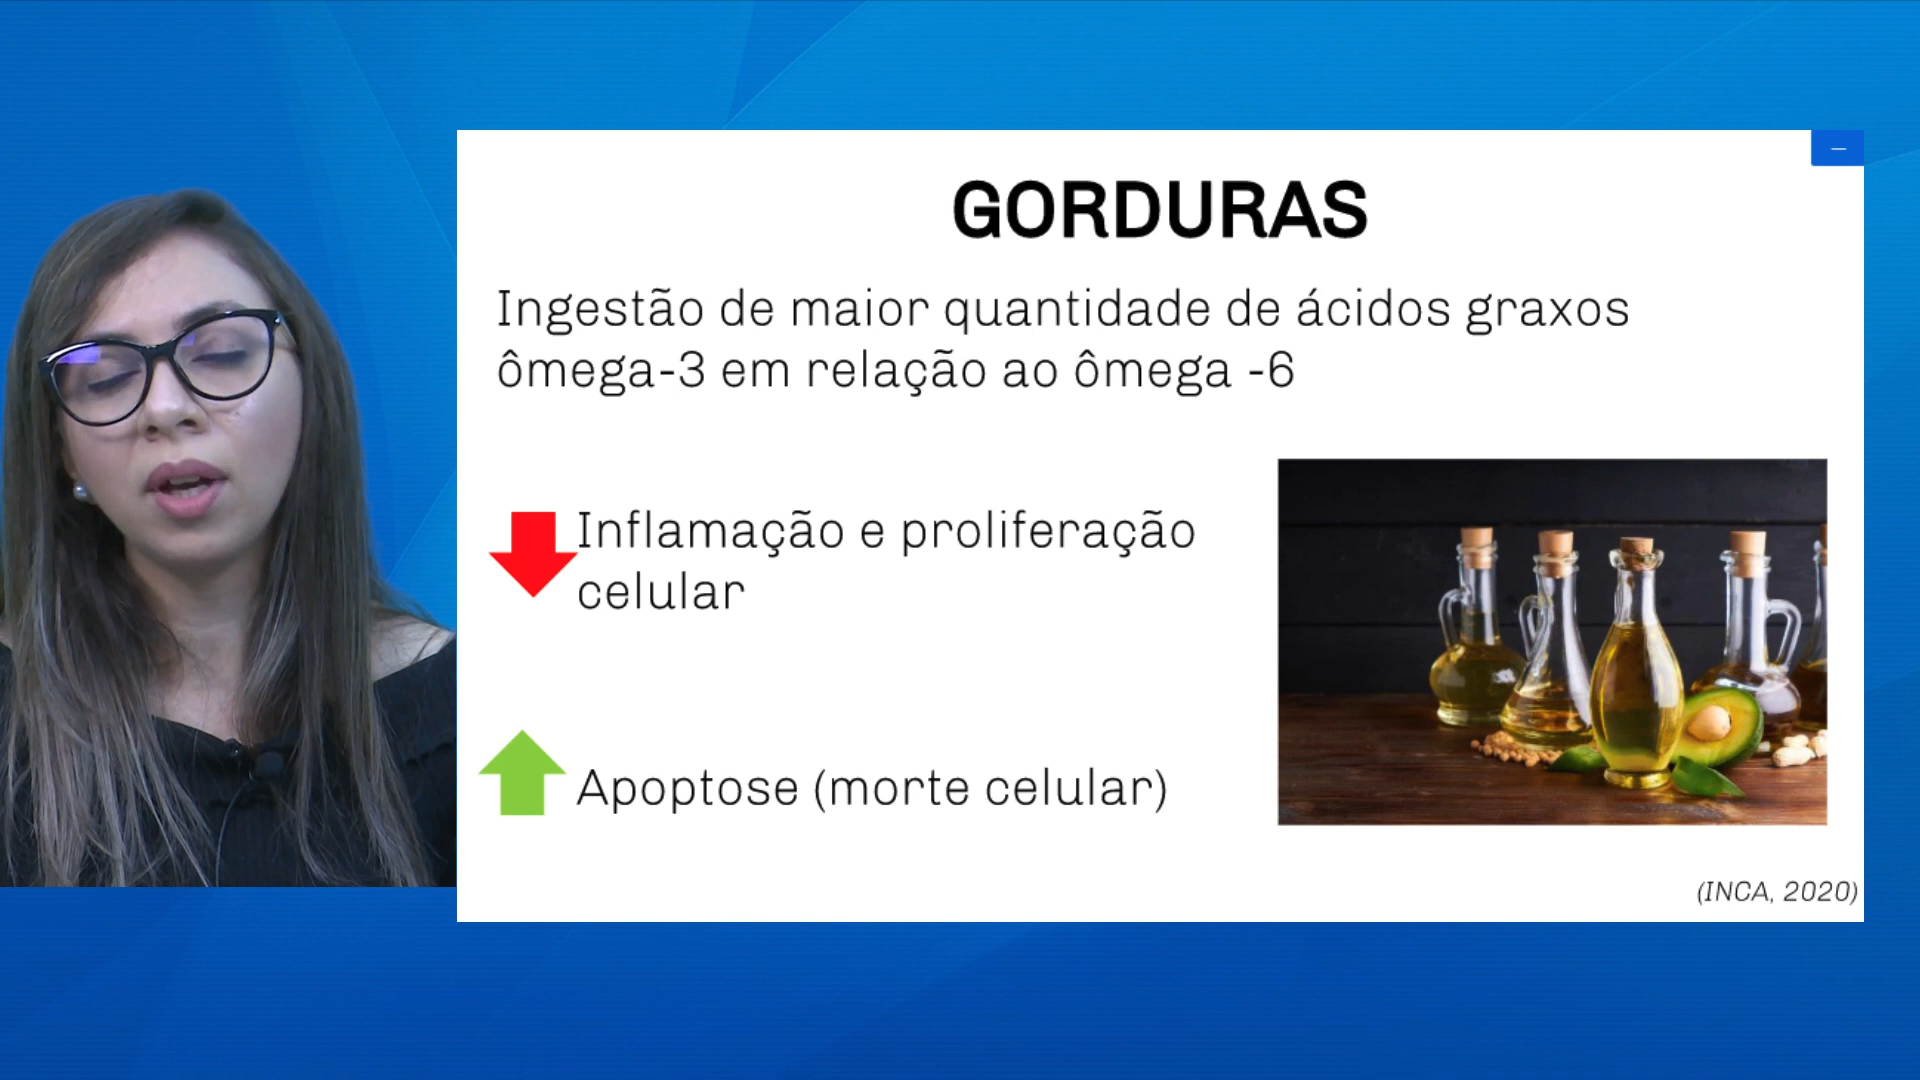 GORDURAS
Ingestão de maior quantidade de ácidos graxos
ômega-3 em relação ao ômega -6
Inflamação e proliferação
celular
Apoptose (morte celular)
(INCA, 2020)